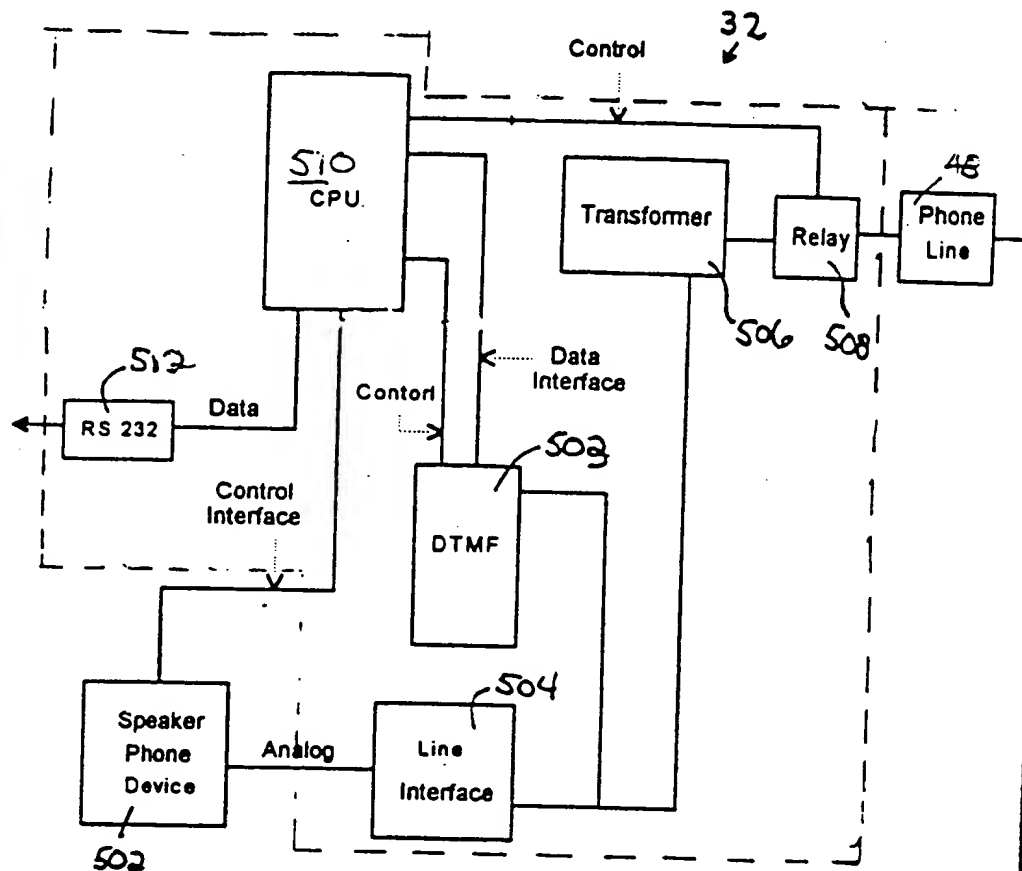 32
Control
510
CPU.
Transformer
Relay
48
Phone
Line
506
508
Data
Interface
Contorl
512
RS 232
Data
502
DTMF
Control
Interface
504
Speaker
Phone
Device
Analog
Line
Interface
502